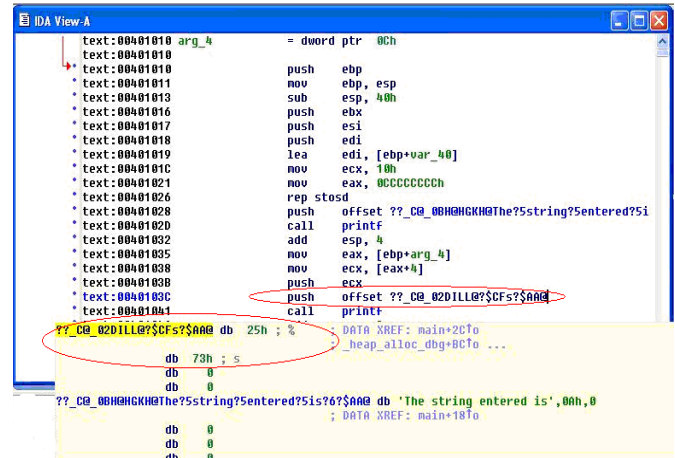 IDA View-A
text:00401010 arg_4 = dword ptr 0Ch
text:00401010
text:00401010 push ebp
text:00401011 mov ebp, esp
text:00401013 sub esp, 40h
text:00401016 push ebx
text:00401017 push esi
text:00401018 push edi
text:00401019 lea edi, [ebp+var_40]
text:0040101C mov ecx, 10h
text:00401021 mov eax, 0CCCCCCCCh
text:00401026 rep stosd
text:00401028 push offset ??_C@_0BH@HGKH@The?5string?5entered?5i
text:0040102D call printf
text:00401032 add esp, 4
text:00401035 mov eax, [ebp+arg_4]
text:00401038 mov ecx, [eax+4]
text:0040103B push ecx
text:0040103C push offset ??_C@_02DILL@?$CFs?$AA@
text:00401041 call printf
??_C@_02DILL@?$CFs?$AA@ db 25h ; % ; DATA XREF: main+2C↑o
; _heap_alloc_dbg+BC↑o ...
db 73h ; s
db 0
db 0
??_C@_0BH@HGKH@The?5string?5entered?5is?6?$AA@ db 'The string entered is',0Ah,0
; DATA XREF: main+18↑o
db 0
db 0
db 0